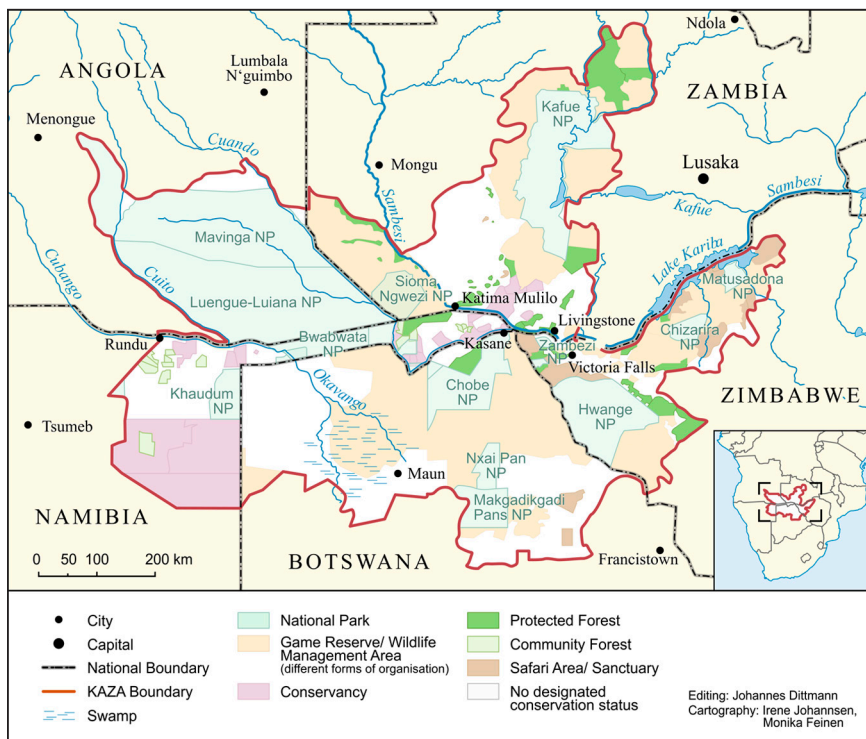 Ndola
Lumbala
N'guimbo
ANGOLA
ZAMBIA
Menongue
Kafue
NP
Cuando
Mongu
Lusaka
Sambesi
Sambesi
Kafue
Mavinga NP
Cubango
Cuito
Lake Kariba
Matusadona
NP
Sioma
Ngwezi NP
Luengue-Luiana NP
Katima Mulilo
Livingstone
Chizarira
NP
Rundu
Bwabwata
NP
Kasane
Zambezi
NP
Victoria Falls
Khaudum
NP
Okavango
Chobe
NP
ZIMBABWE
Hwange
NP
Tsumeb
Nxai Pan
NP
Maun
Makgadikgadi
Pans NP
NAMIBIA
0 100 200 km
BOTSWANA
Francistown
City
Capital
National Boundary
KAZA Boundary
Swamp
National Park
Game Reserve/ Wildlife
Management Area
(different forms of organisation)
Conservancy
Protected Forest
Community Forest
Safari Area/ Sanctuary
No designated
conservation status
Editing: Johannes Dittmann
Cartography: Irene Johannsen,
Monika Feinen